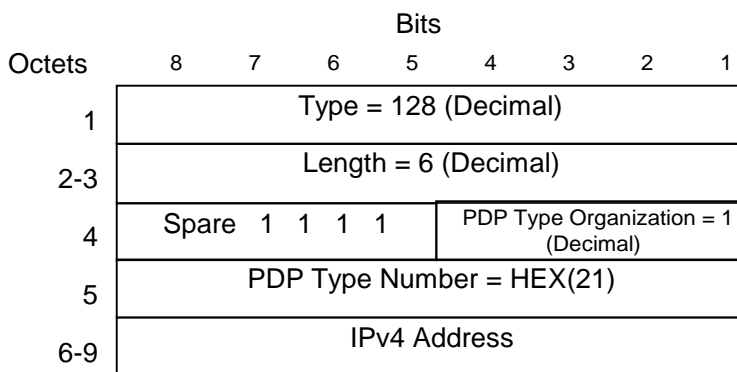 Bits
Octets 8 7 6 5 4 3 2 1
1 Type = 128 (Decimal)
2-3 Length = 6 (Decimal)
4 Spare 1 1 1 1 PDP Type Organization = 1
(Decimal)
5 PDP Type Number = HEX(21)
6-9 IPv4 Address